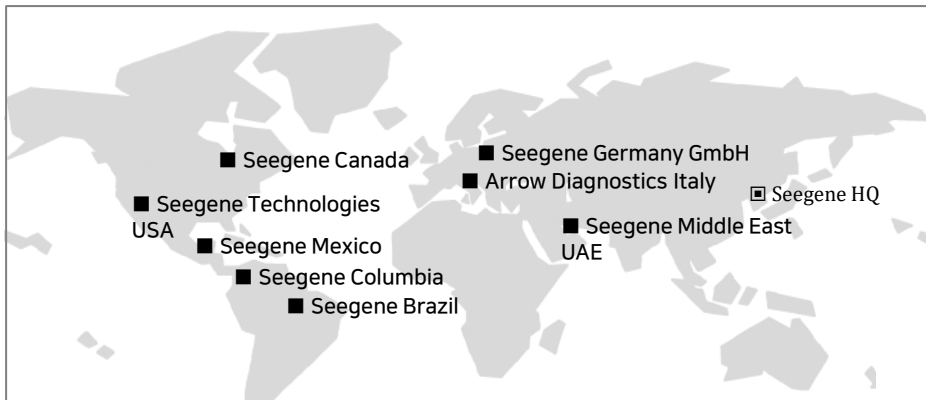 Seegene Canada
Seegene Germany GmbH
Arrow Diagnostics Italy
Seegene HQ
Seegene Technologies
USA
Seegene Middle East
UAE
Seegene Mexico
Seegene Columbia
Seegene Brazil